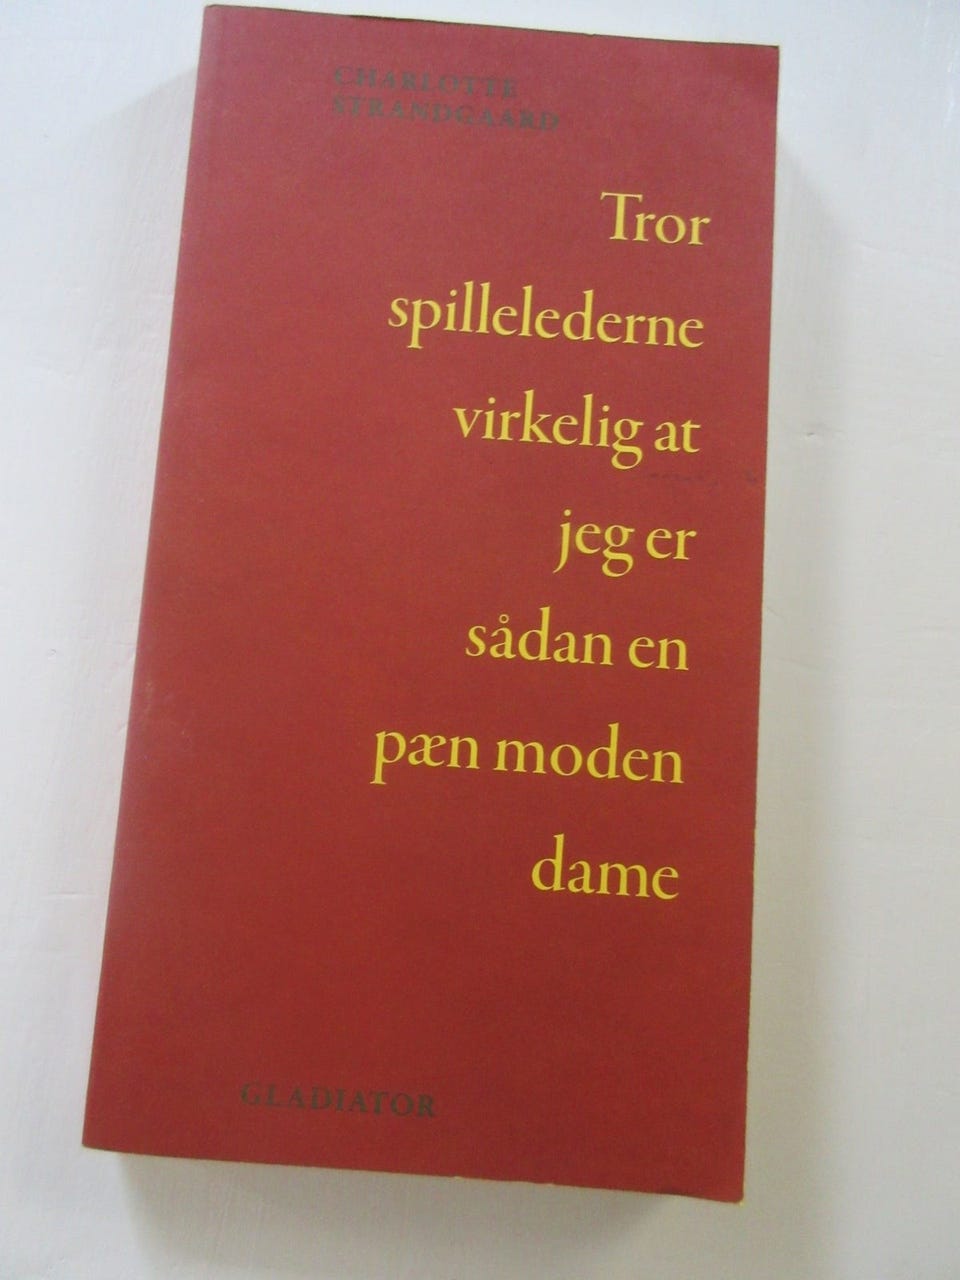 CHARLOTTE
STRANDGAARD
Tror
spillelederne
virkelig at
jeg er
sådan en
pæn moden
dame
GLADIATOR